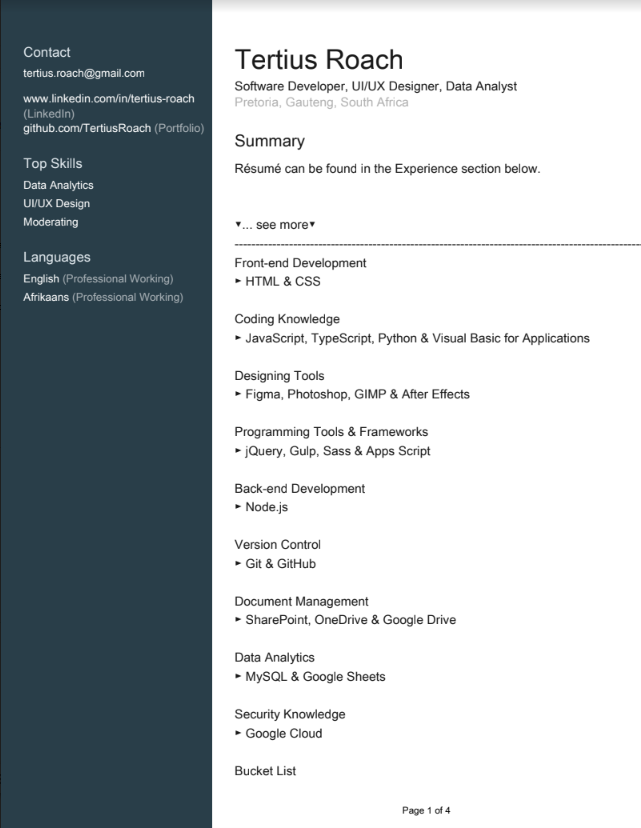 Contact
tertius.roach@gmail.com
www.linkedin.com/in/tertius-roach
(LinkedIn)
github.com/TertiusRoach (Portfolio)
Top Skills
Data Analytics
UI/UX Design
Moderating
Languages
English (Professional Working)
Afrikaans (Professional Working)
Tertius Roach
Software Developer, UI/UX Designer, Data Analyst
Pretoria, Gauteng, South Africa
Summary
Résumé can be found in the Experience section below.
▼... see more▼
--------------------------------------------------------------------------------
Front-end Development
► HTML & CSS
Coding Knowledge
► JavaScript, TypeScript, Python & Visual Basic for Applications
Designing Tools
► Figma, Photoshop, GIMP & After Effects
Programming Tools & Frameworks
► jQuery, Gulp, Sass & Apps Script
Back-end Development
► Node.js
Version Control
► Git & GitHub
Document Management
► SharePoint, OneDrive & Google Drive
Data Analytics
► MySQL & Google Sheets
Security Knowledge
► Google Cloud
Bucket List
Page 1 of 4